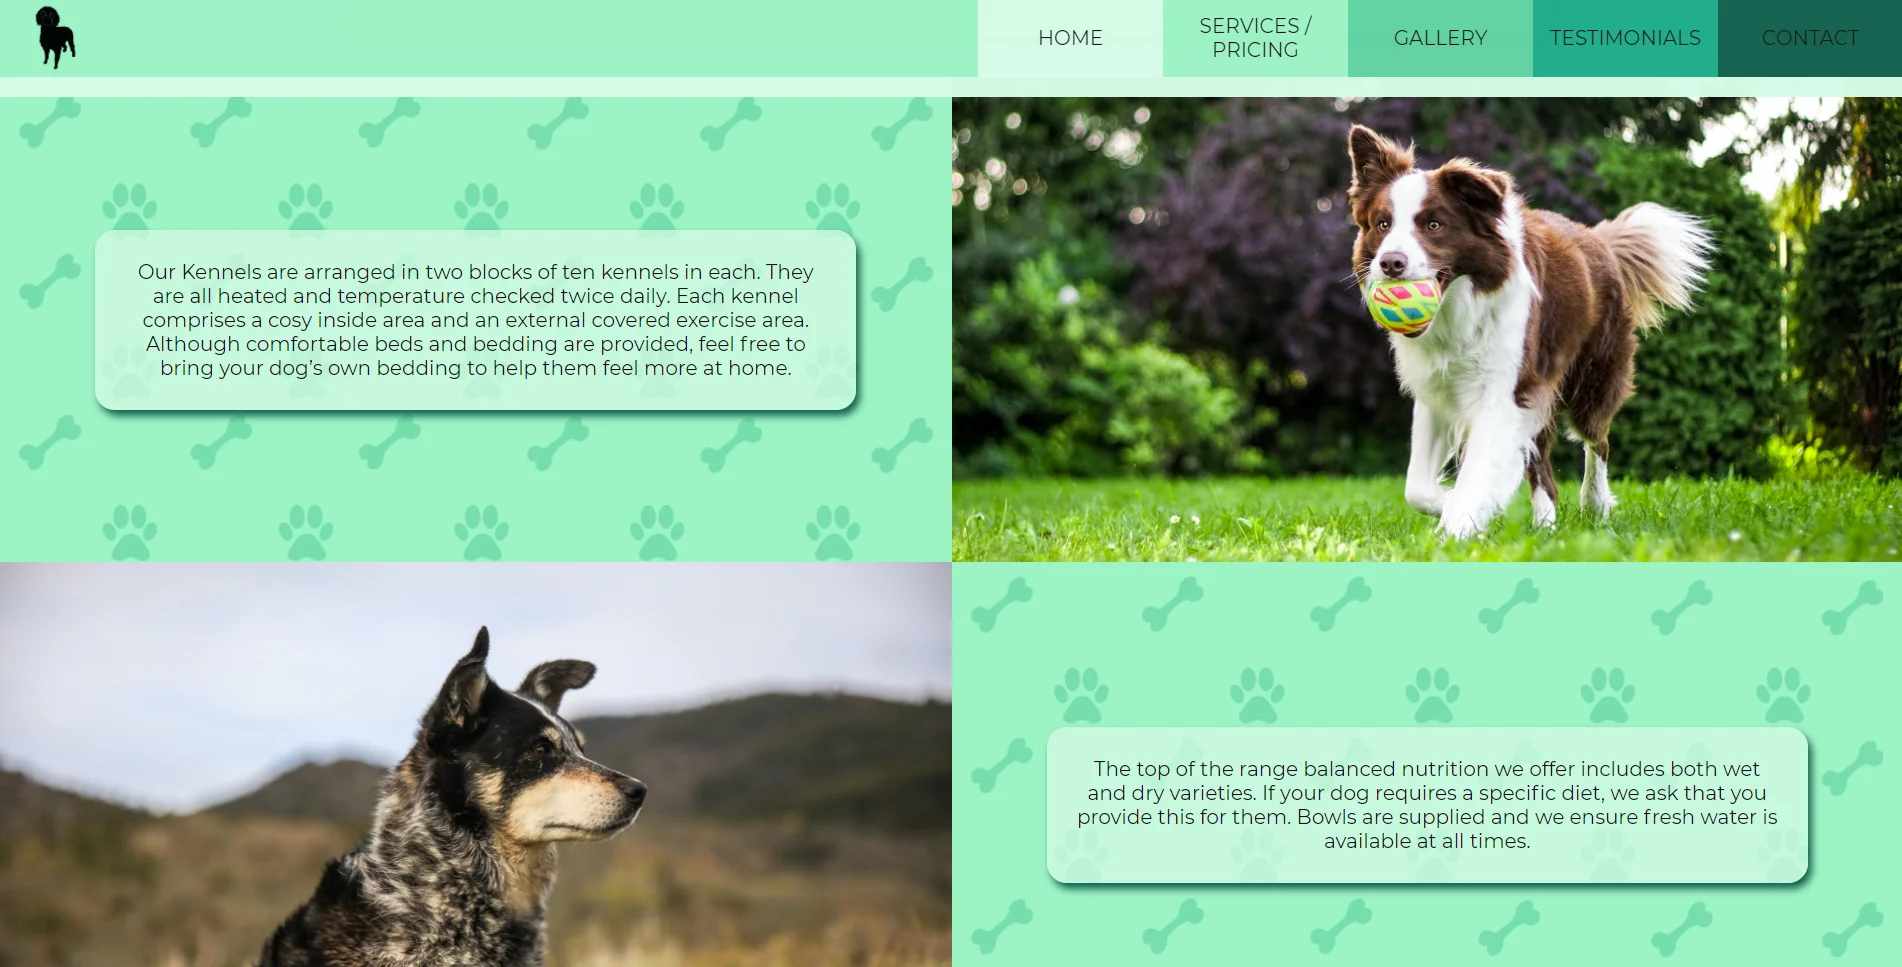 HOME
SERVICES /
PRICING
GALLERY
TESTIMONIALS
CONTACT
Our Kennels are arranged in two blocks of ten kennels in each. They
are all heated and temperature checked twice daily. Each kennel
comprises a cosy inside area and an external covered exercise area.
Although comfortable beds and bedding are provided, feel free to
bring your dog’s own bedding to help them feel more at home.
The top of the range balanced nutrition we offer includes both wet
and dry varieties. If your dog requires a specific diet, we ask that you
provide this for them. Bowls are supplied and we ensure fresh water is
available at all times.